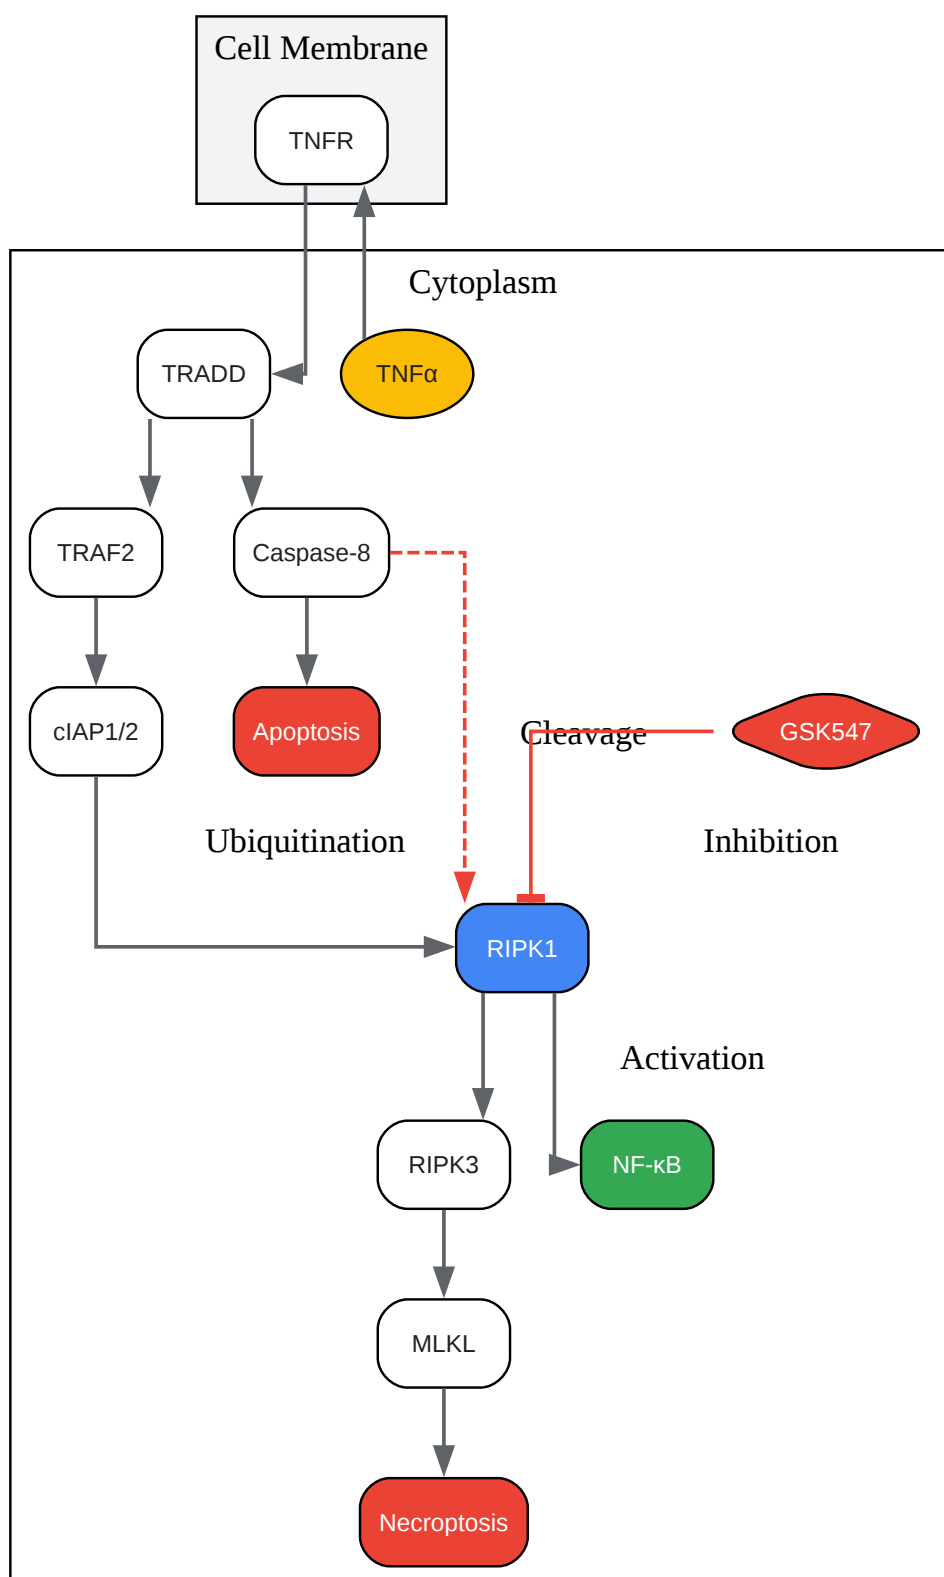 Cell Membrane
TNFR
Cytoplasm
TRADD
TNFα
TRAF2
Caspase-8
cIAP1/2
Apoptosis
Cleavage
GSK547
Ubiquitination
Inhibition
RIPK1
Activation
RIPK3
NF-κB
MLKL
Necroptosis